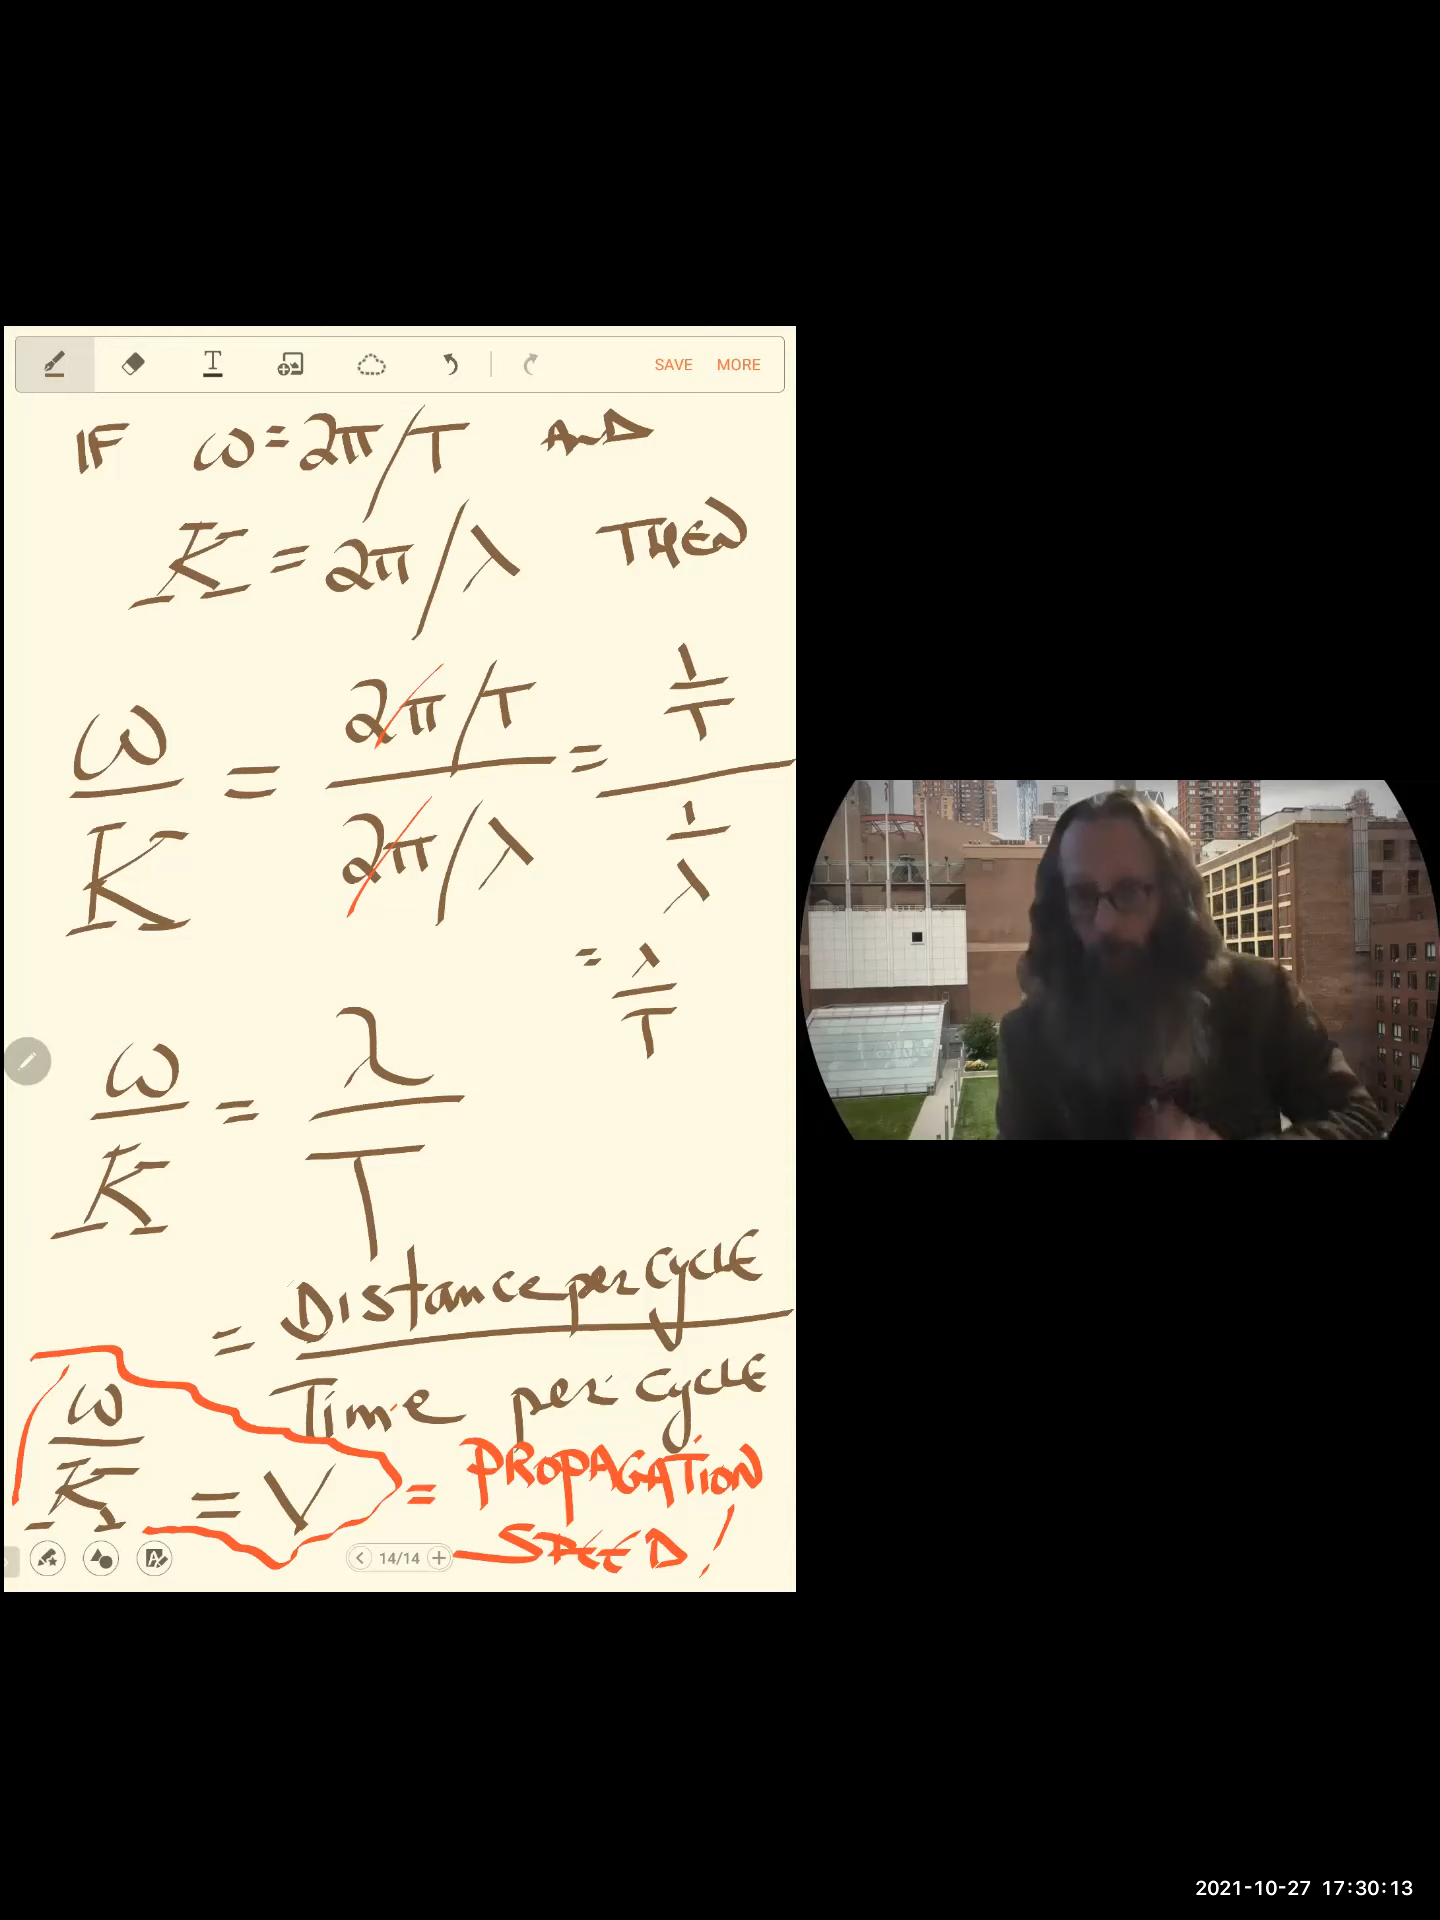 SAVE MORE
IF ω=2π/T AND
K=2π/λ THEN
ω/K = (2π/T)/(2π/λ) = (1/T)/(1/λ)
= λ/T
ω/K = λ/T
= Distance per cycle
Time per cycle
ω/K = V = PROPAGATION
SPEED!
14/14
2021-10-27 17:30:13